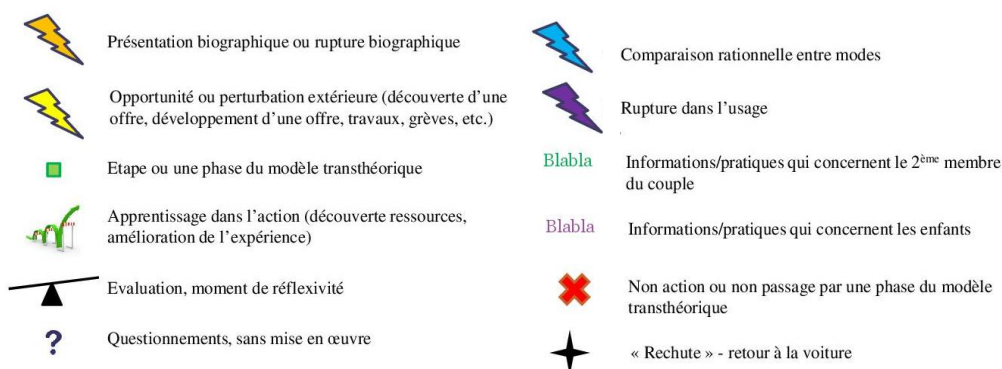 Présentation biographique ou rupture biographique
Opportunité ou perturbation extérieure (découverte d'une
offre, développement d'une offre, travaux, grèves, etc.)
Etape ou une phase du modèle transthéorique
Apprentissage dans l'action (découverte ressources,
amélioration de l'expérience)
Evaluation, moment de réflexivité
?
Questionnements, sans mise en œuvre
Comparaison rationnelle entre modes
Rupture dans l'usage
Blabla
Informations/pratiques qui concernent le 2ème membre
du couple
Blabla
Informations/pratiques qui concernent les enfants
Non action ou non passage par une phase du modèle
transthéorique
« Rechute » - retour à la voiture